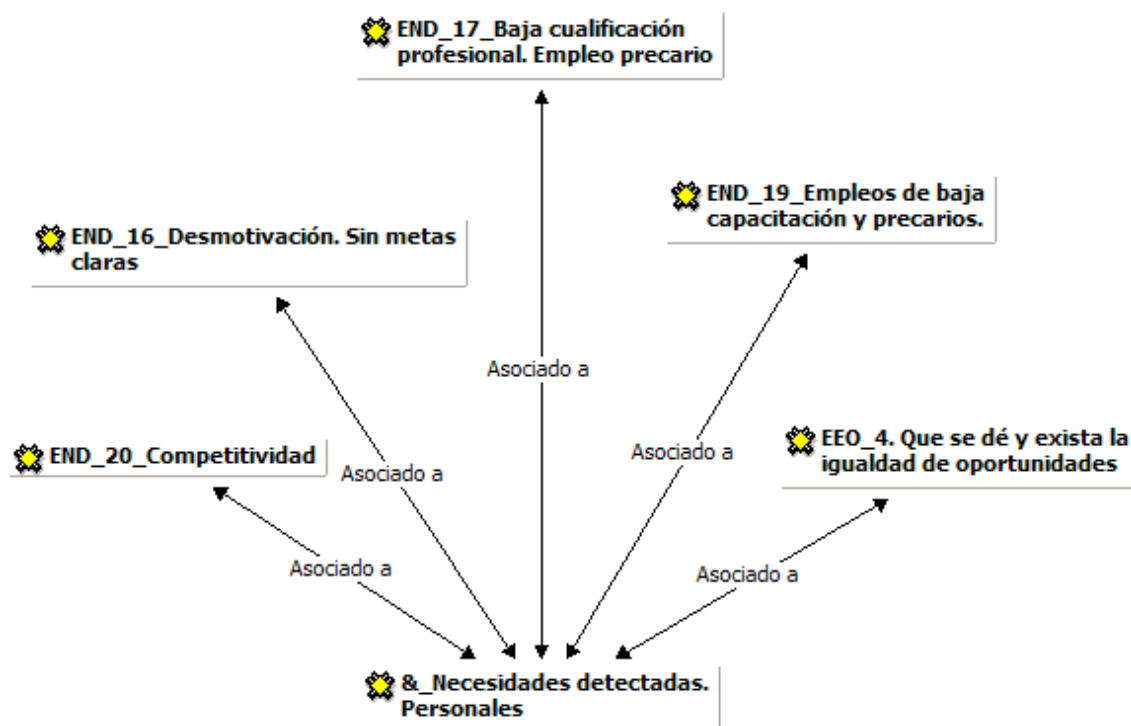 END_17_Baja cualificación
profesional. Empleo precario
END_19_Empleos de baja
capacitación y precarios.
END_16_Desmotivación. Sin metas
claras
Asociado a
EEO_4. Que se dé y exista la
igualdad de oportunidades
END_20_Competitividad
Asociado a
Asociado a
Asociado a
Asociado a
&_Necesidades detectadas.
Personales